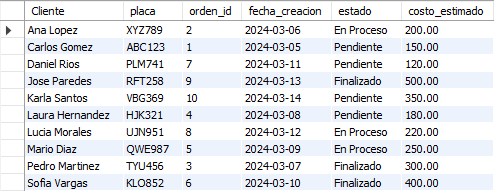 Cliente placa orden_id fecha_creacion estado costo_estimado
Ana Lopez XYZ789 2 2024-03-06 En Proceso 200.00
Carlos Gomez ABC123 1 2024-03-05 Pendiente 150.00
Daniel Rios PLM741 7 2024-03-11 Pendiente 120.00
Jose Paredes RFT258 9 2024-03-13 Finalizado 500.00
Karla Santos VBG369 10 2024-03-14 Pendiente 350.00
Laura Hernandez HJK321 4 2024-03-08 Pendiente 180.00
Lucia Morales UJN951 8 2024-03-12 En Proceso 220.00
Mario Diaz QWE987 5 2024-03-09 En Proceso 250.00
Pedro Martinez TYU456 3 2024-03-07 Finalizado 300.00
Sofia Vargas KLO852 6 2024-03-10 Finalizado 400.00